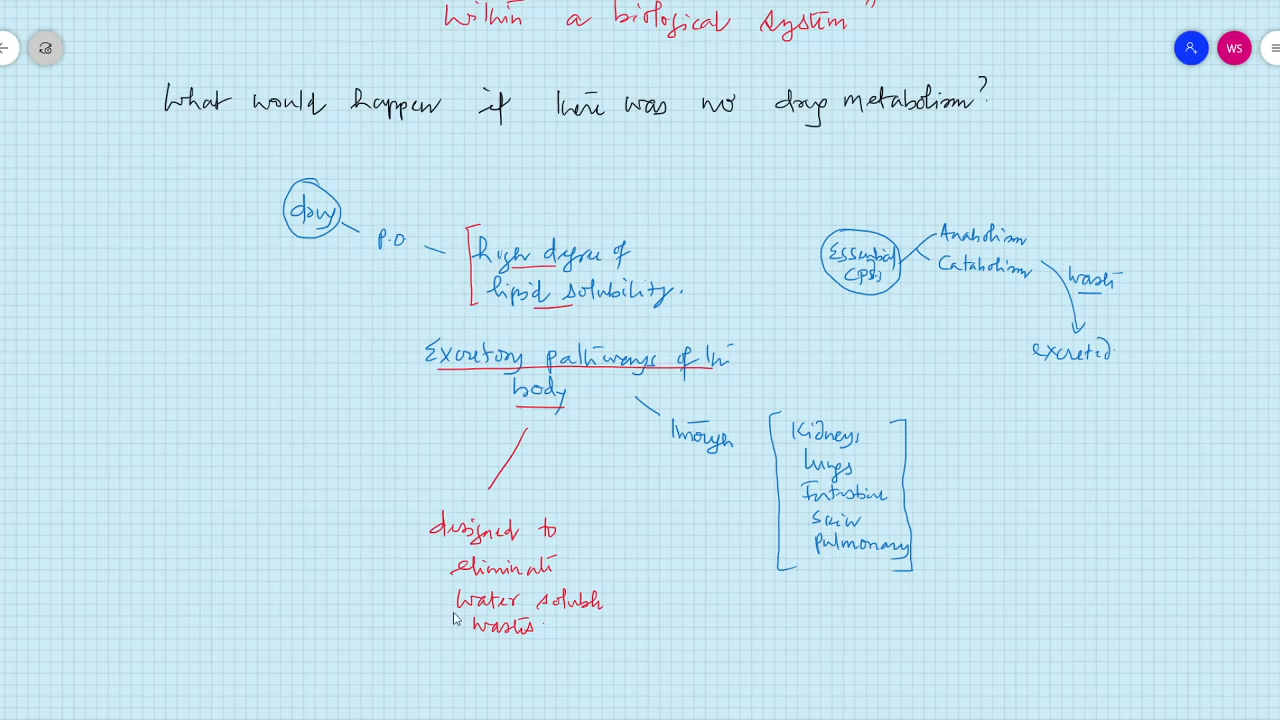 within a biological system"
WS
What would happen if there was no drug metabolism?
drug
P.O
high degree of
lipid solubility.
Essential
Cpds
Anabolism
Catabolism
waste
excreted.
Excretory pathways of the
body
through
Kidneys
lungs
Intestine
Skin
Pulmonary
designed to
eliminate
water soluble
wastes.